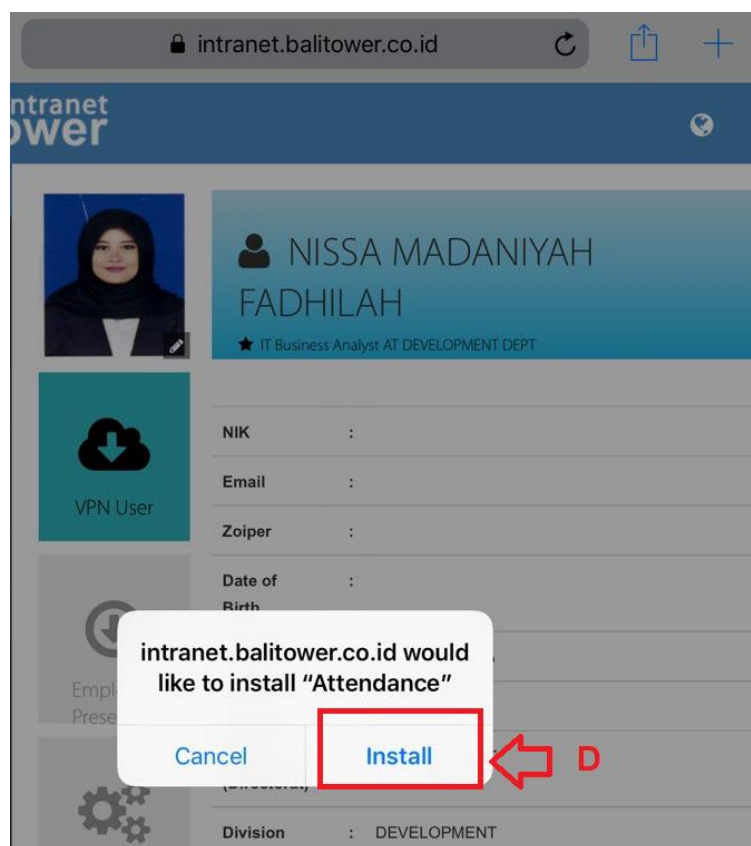 intranet.balitower.co.id
ntranet
ower
NISSA MADANIYAH
FADHILAH
IT Business Analyst AT DEVELOPMENT DEPT
VPN User
NIK :
Email :
Zoiper :
Date of :
Birth
intranet.balitower.co.id would
like to install “Attendance”
Empl
Prese
Cancel
Install
D
(Directorat)
Division : DEVELOPMENT